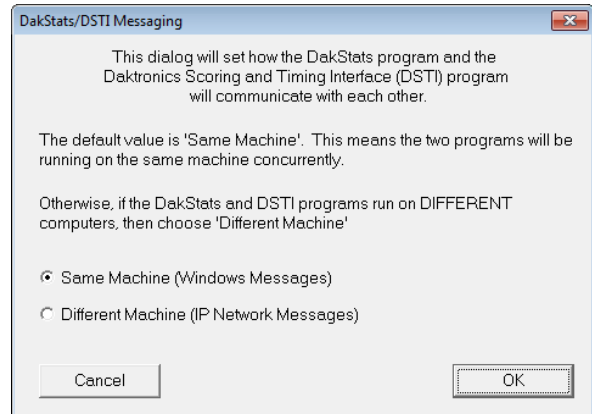 DakStats/DSTI Messaging
This dialog will set how the DakStats program and the
Daktronics Scoring and Timing Interface (DSTI) program
will communicate with each other.
The default value is 'Same Machine'. This means the two programs will be
running on the same machine concurrently.
Otherwise, if the DakStats and DSTI programs run on DIFFERENT
computers, then choose 'Different Machine'
Same Machine (Windows Messages)
Different Machine (IP Network Messages)
Cancel OK